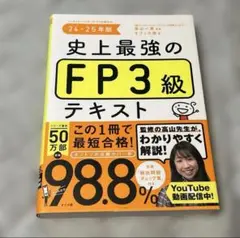 24-25年版
史上最強の
FP3級
テキスト
この1冊で
最短合格!
50
万部
監修の高山先生が、
わかりやすく
解説!
98.8%
YouTube
動画配信中!